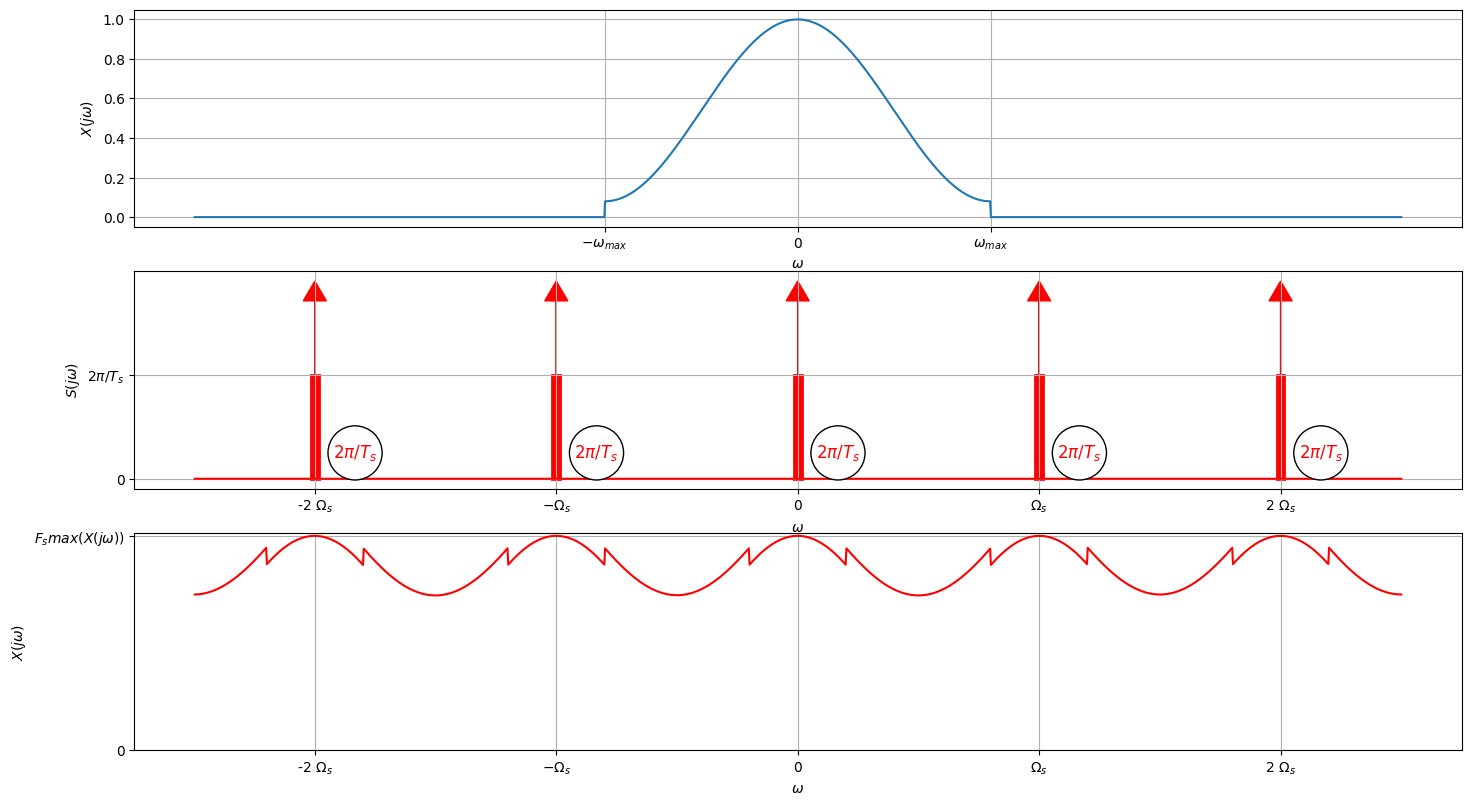 1.0
0.8
0.6
0.4
0.2
0.0
X(jω)
−ω_max 0 ω_max
ω
S(jω)
2π/T_s
0
2π/T_s 2π/T_s 2π/T_s 2π/T_s 2π/T_s
-2 Ω_s −Ω_s 0 Ω_s 2 Ω_s
ω
F_s max(X(jω))
X(jω)
0
-2 Ω_s −Ω_s 0 Ω_s 2 Ω_s
ω